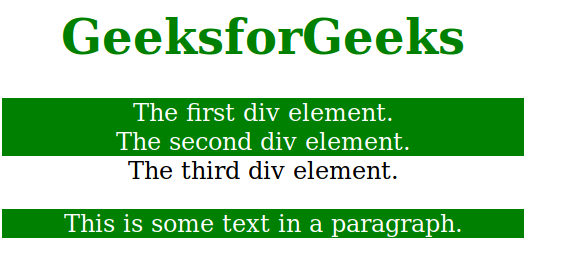 GeeksforGeeks
The first div element.
The second div element.
The third div element.
This is some text in a paragraph.